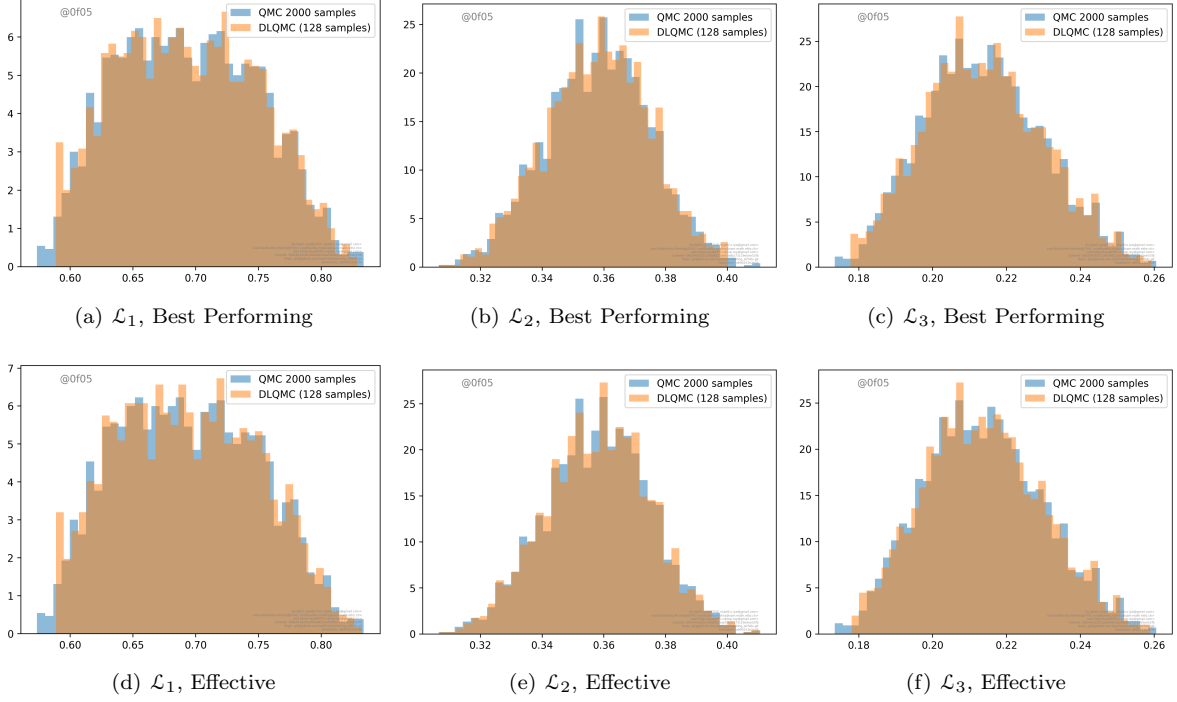 @0f05
QMC 2000 samples
DLQMC (128 samples)
6
5
4
3
2
1
0
0.60 0.65 0.70 0.75 0.80
(a) ℒ₁, Best Performing
@0f05
QMC 2000 samples
DLQMC (128 samples)
25
20
15
10
5
0
0.32 0.34 0.36 0.38 0.40
(b) ℒ₂, Best Performing
@0f05
QMC 2000 samples
DLQMC (128 samples)
25
20
15
10
5
0
0.18 0.20 0.22 0.24 0.26
(c) ℒ₃, Best Performing
@0f05
QMC 2000 samples
DLQMC (128 samples)
7
6
5
4
3
2
1
0
0.60 0.65 0.70 0.75 0.80
(d) ℒ₁, Effective
@0f05
QMC 2000 samples
DLQMC (128 samples)
25
20
15
10
5
0
0.32 0.34 0.36 0.38 0.40
(e) ℒ₂, Effective
@0f05
QMC 2000 samples
DLQMC (128 samples)
25
20
15
10
5
0
0.18 0.20 0.22 0.24 0.26
(f) ℒ₃, Effective